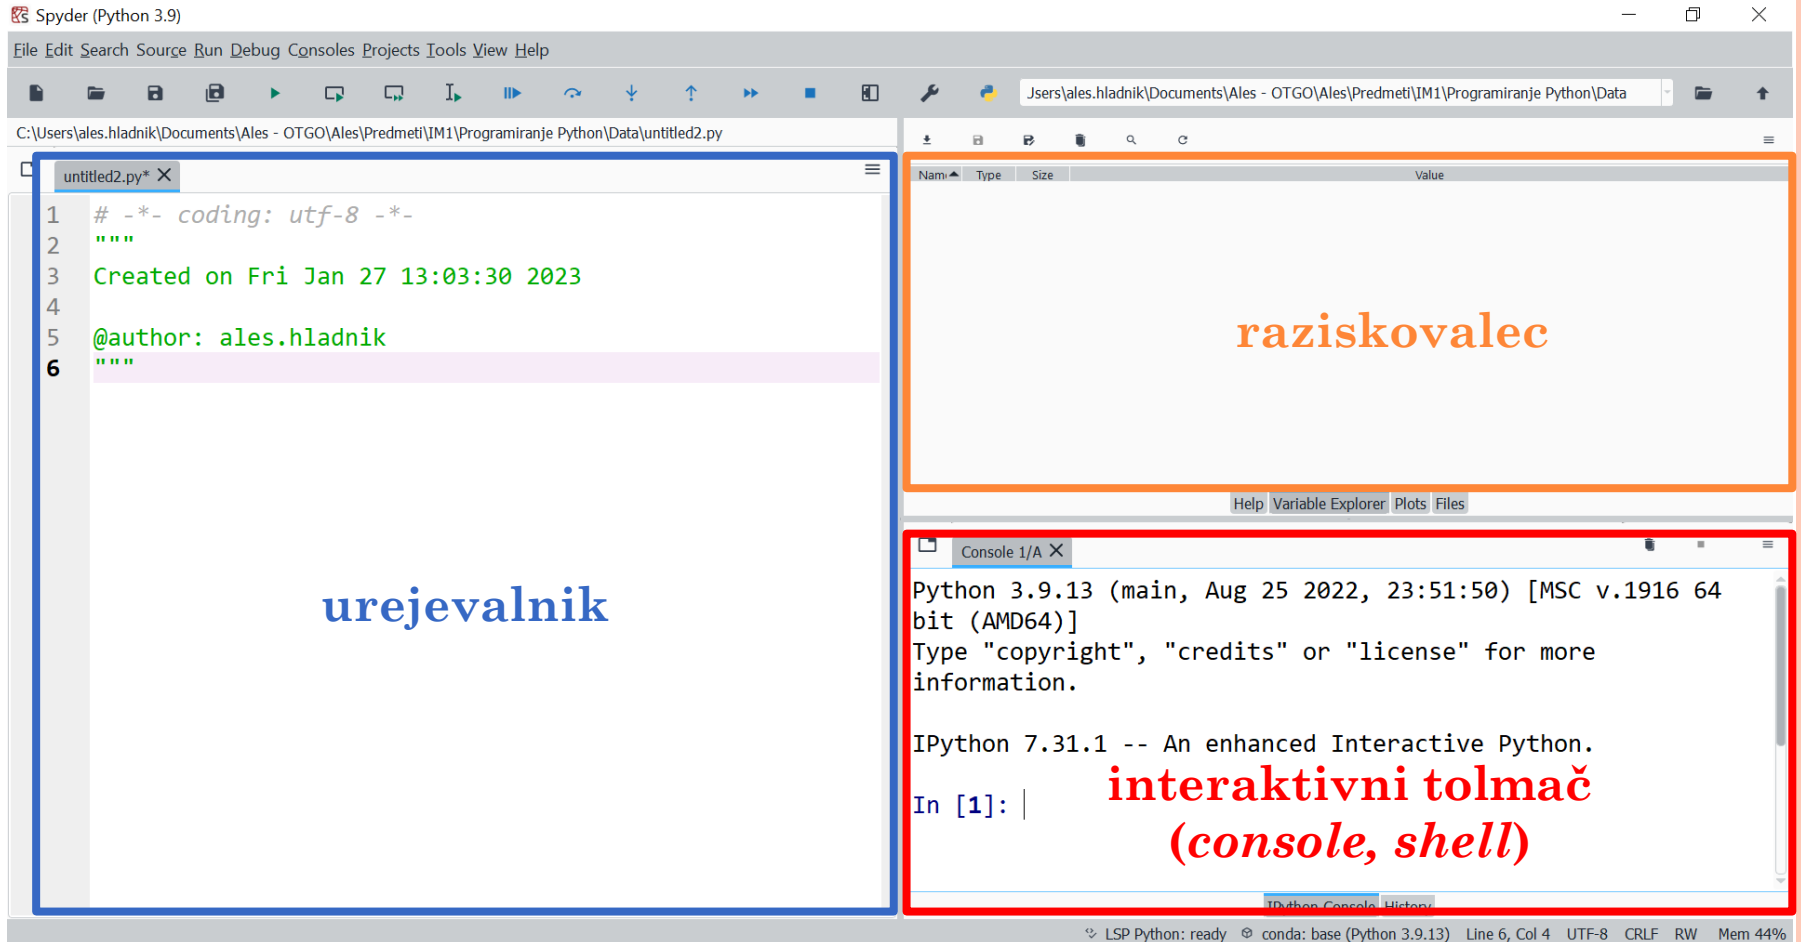 Spyder (Python 3.9)
File Edit Search Source Run Debug Consoles Projects Tools View Help
Jsers\ales.hladnik\Documents\Ales - OTGO\Ales\Predmeti\IM1\Programiranje Python\Data
C:\Users\ales.hladnik\Documents\Ales - OTGO\Ales\Predmeti\IM1\Programiranje Python\Data\untitled2.py
untitled2.py*
1 # -*- coding: utf-8 -*-
2 """
3 Created on Fri Jan 27 13:03:30 2023
4
5 @author: ales.hladnik
6 """
urejevalnik
Name Type Size Value
raziskovalec
Help Variable Explorer Plots Files
Console 1/A
Python 3.9.13 (main, Aug 25 2022, 23:51:50) [MSC v.1916 64
bit (AMD64)]
Type "copyright", "credits" or "license" for more
information.
IPython 7.31.1 -- An enhanced Interactive Python.
In [1]:
interaktivni tolmač
(console, shell)
IPython Console History
LSP Python: ready conda: base (Python 3.9.13) Line 6, Col 4 UTF-8 CRLF RW Mem 44%